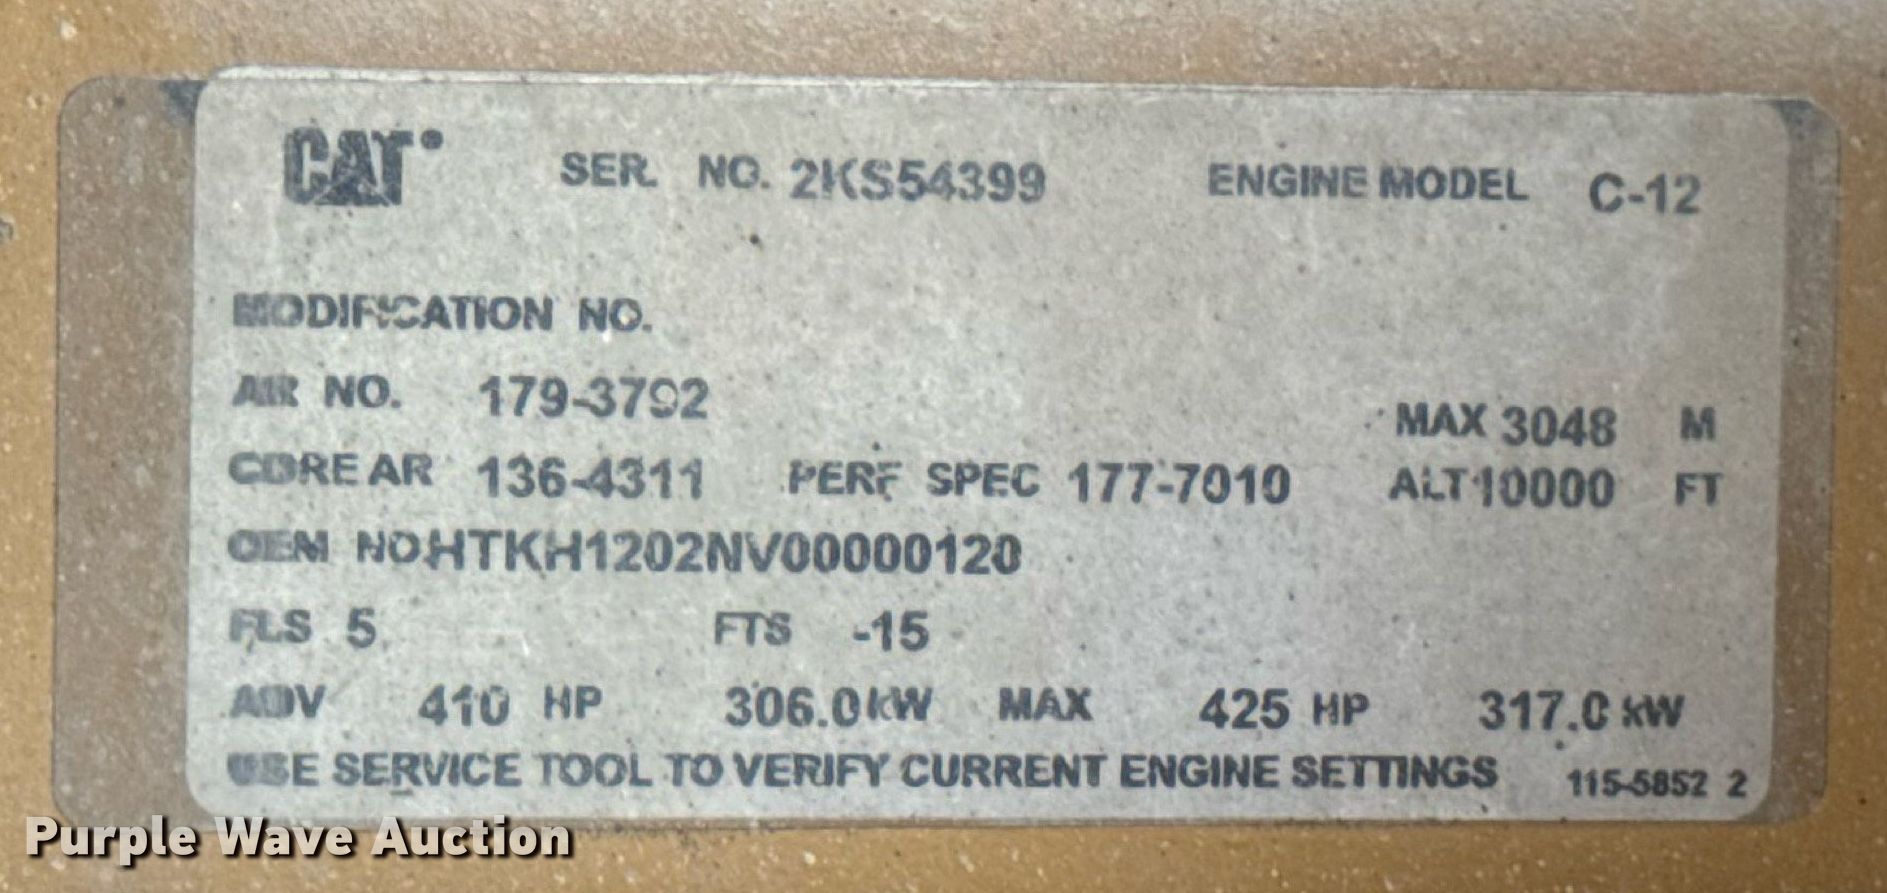 CAT SER. NO. 2KS54399 ENGINE MODEL C-12
MODIFICATION NO.
AR NO. 179-3792
MAX 3048 M
CORE AR 136-4311 PERF SPEC 177-7010 ALT 10000 FT
OEM NO. HTKH1202NV00000120
FLS 5 FTS -15
ADV 410 HP 306.0 kW MAX 425 HP 317.0 kW
USE SERVICE TOOL TO VERIFY CURRENT ENGINE SETTINGS 115-5852 2
Purple Wave Auction